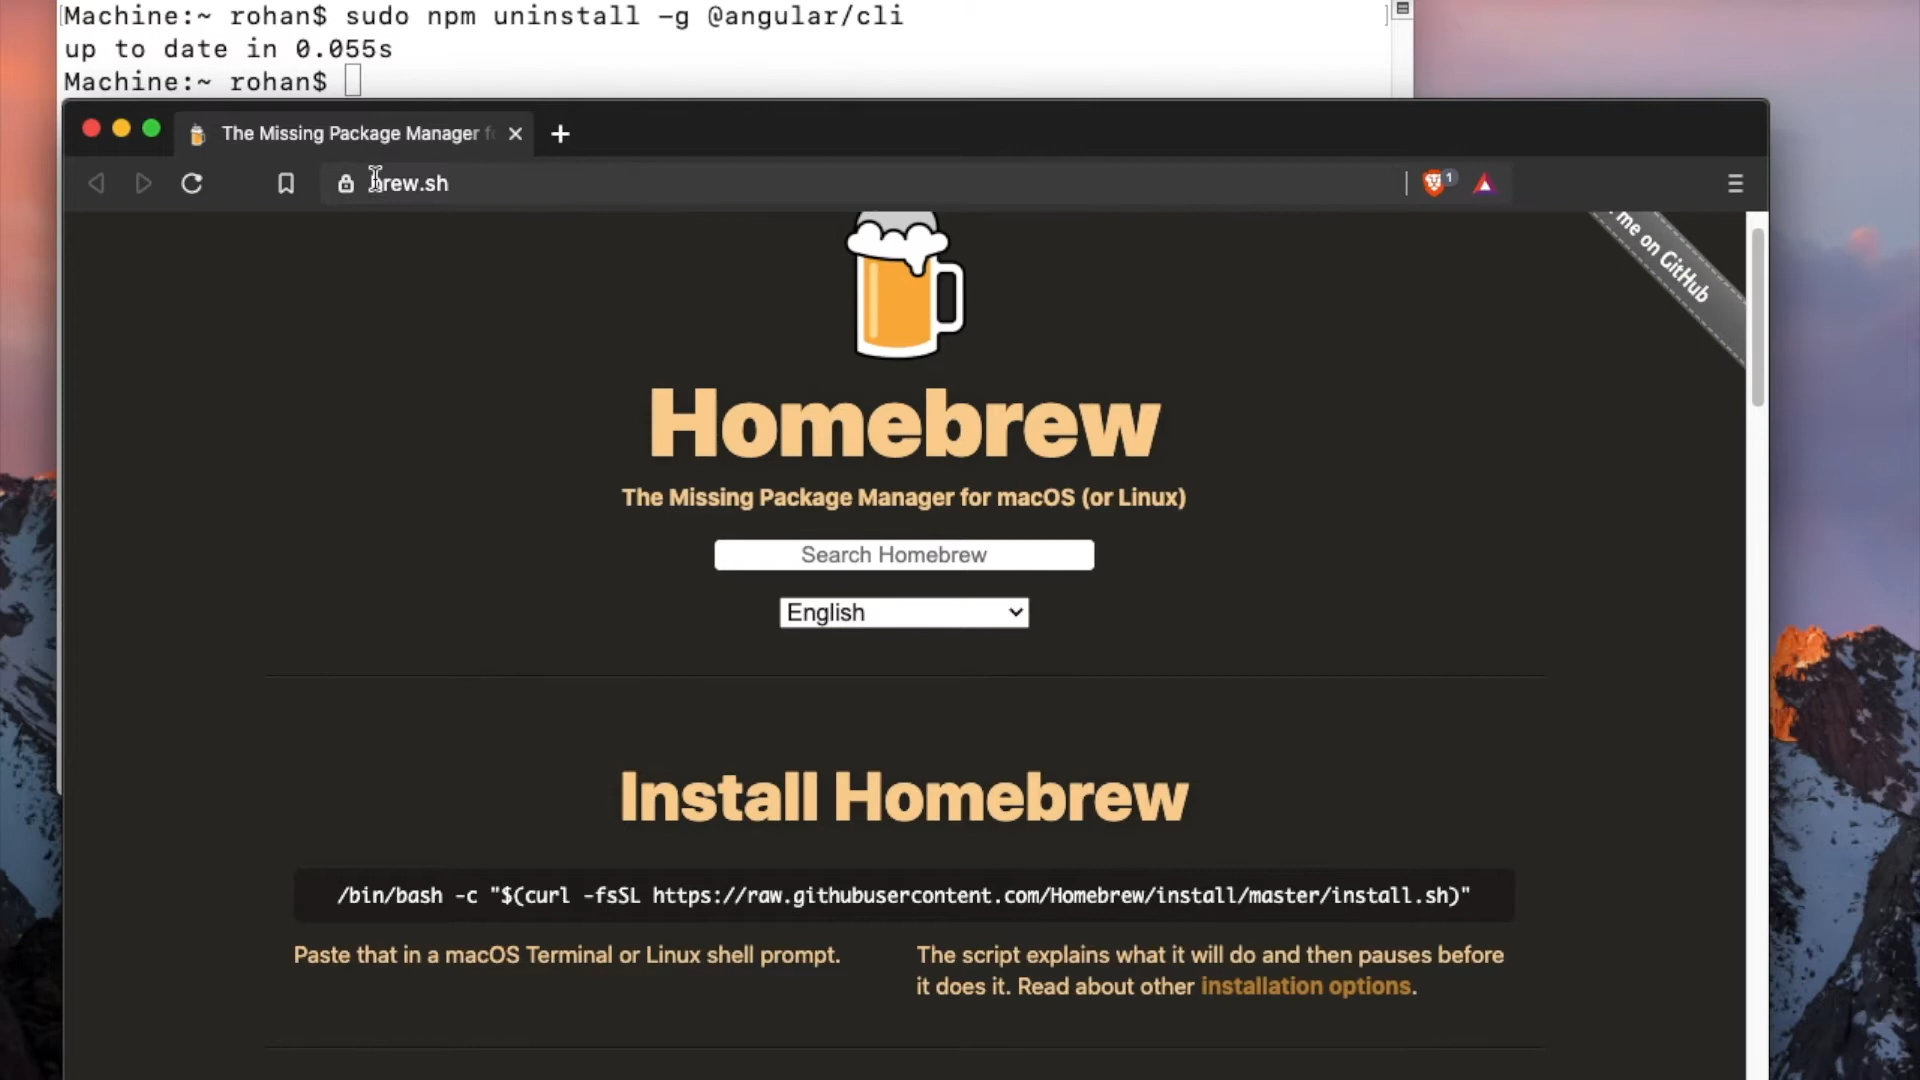 Machine:~ rohan$ sudo npm uninstall -g @angular/cli
up to date in 0.055s
Machine:~ rohan$
The Missing Package Manager f
brew.sh
1
me on GitHub
Homebrew
The Missing Package Manager for macOS (or Linux)
Search Homebrew
English
Install Homebrew
/bin/bash -c "$(curl -fsSL https://raw.githubusercontent.com/Homebrew/install/master/install.sh)"
Paste that in a macOS Terminal or Linux shell prompt.
The script explains what it will do and then pauses before
it does it. Read about other installation options.